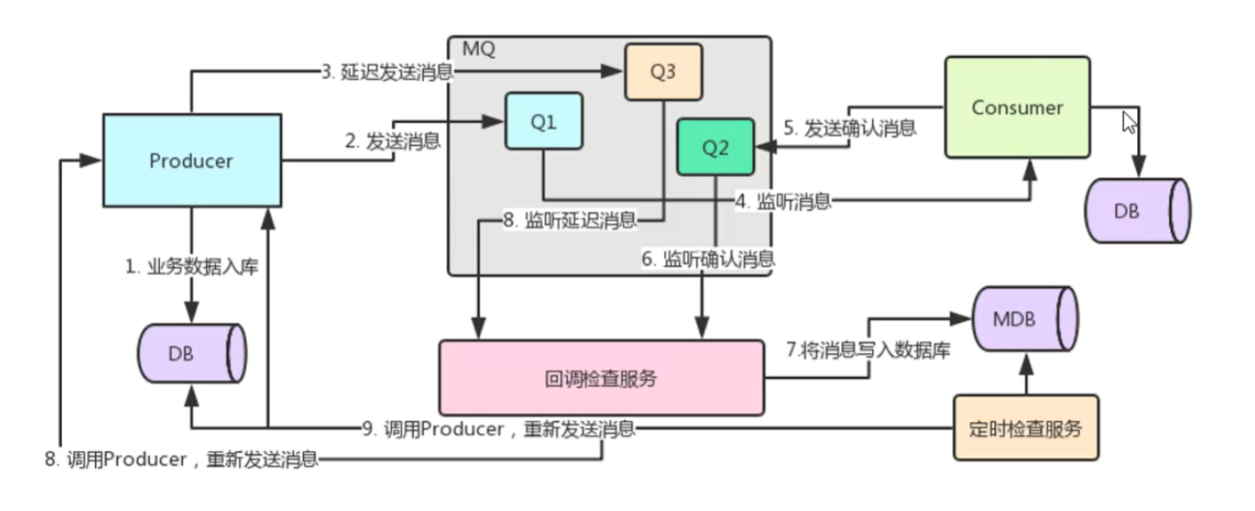 MQ
3. 延迟发送消息
Q3
Q1
2. 发送消息
Q2
5. 发送确认消息
Consumer
Producer
4. 监听消息
DB
8. 监听延迟消息
6. 监听确认消息
1. 业务数据入库
MDB
DB
7.将消息写入数据库
回调检查服务
9. 调用Producer，重新发送消息
定时检查服务
8. 调用Producer，重新发送消息